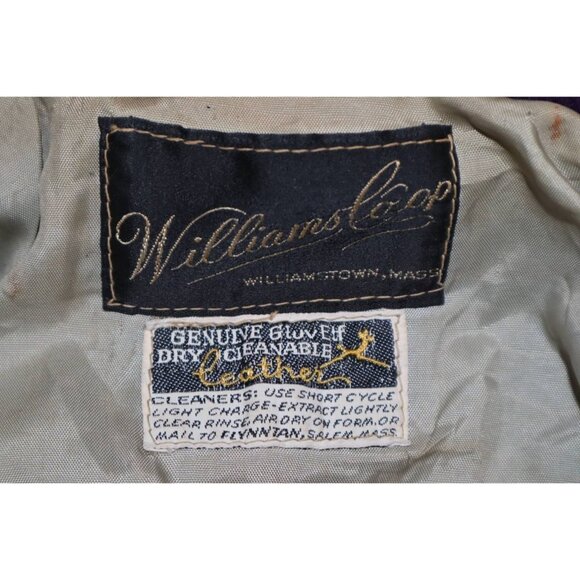 Williams Co-op
WILLIAMSTOWN, MASS
GENUINE GLOVELF
DRY CLEANABLE
leather
CLEANERS: USE SHORT CYCLE
LIGHT CHARGE-EXTRACT LIGHTLY
CLEAR RINSE, AIR DRY ON FORM, OR
MAIL TO FLYNNTAN, SALEM, MASS.